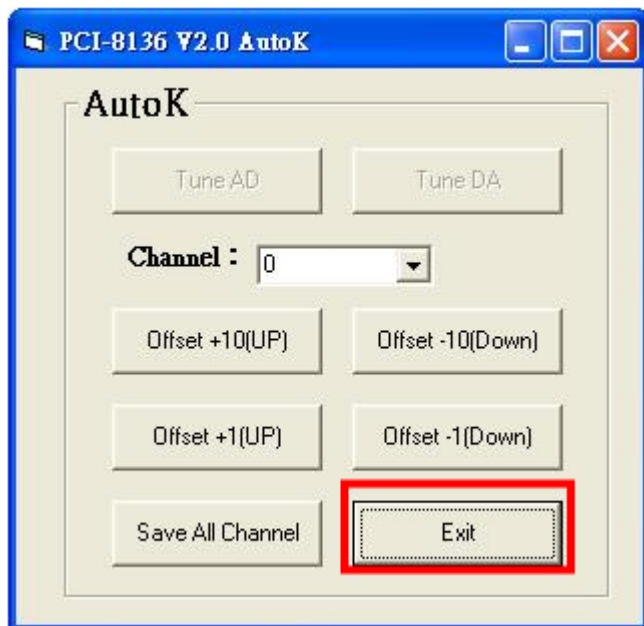 PCI-8136 V2.0 AutoK
AutoK
Tune AD Tune DA
Channel : 0
Offset +10(UP) Offset -10(Down)
Offset +1(UP) Offset -1(Down)
Save All Channel Exit